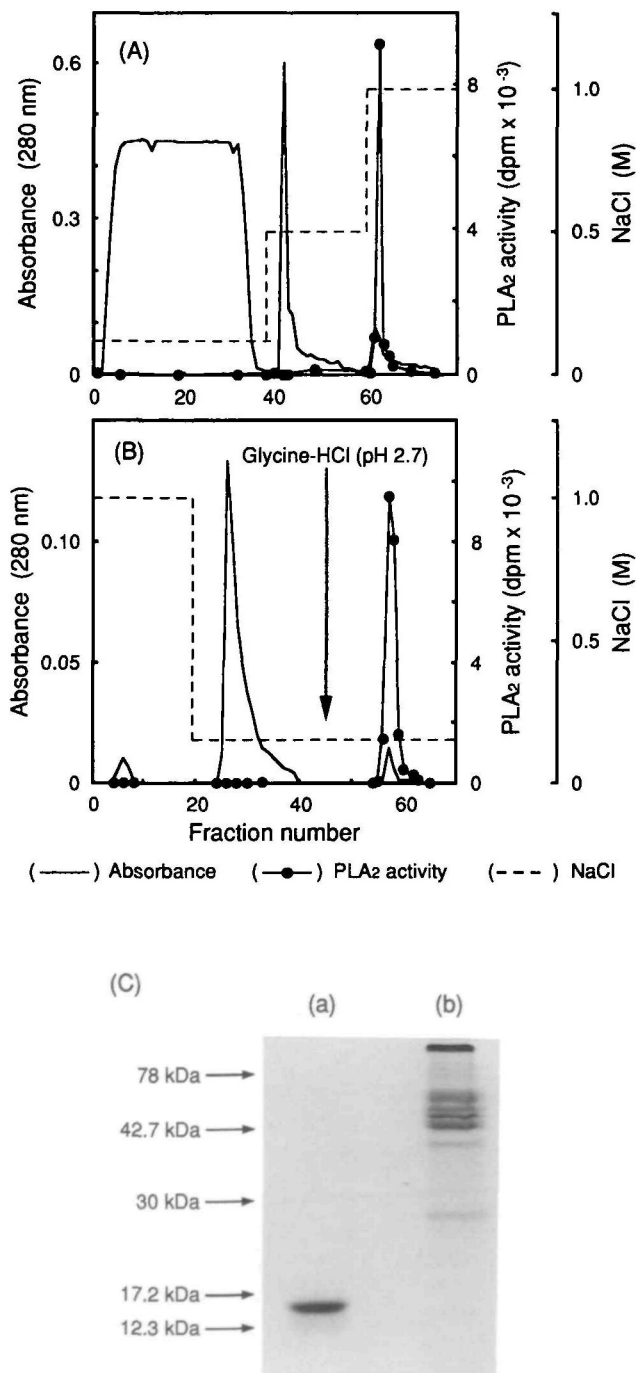 (A)
Absorbance (280 nm)
0.6
0.3
0
PLA₂ activity (dpm x 10⁻³)
8
4
0
NaCl (M)
1.0
0.5
0
0 20 40 60
(B)
Glycine-HCl (pH 2.7)
Absorbance (280 nm)
0.10
0.05
0
PLA₂ activity (dpm x 10⁻³)
8
4
0
NaCl (M)
1.0
0.5
0
0 20 40 60
Fraction number
(—) Absorbance (—●—) PLA₂ activity (----) NaCl
(C)
(a) (b)
78 kDa
42.7 kDa
30 kDa
17.2 kDa
12.3 kDa